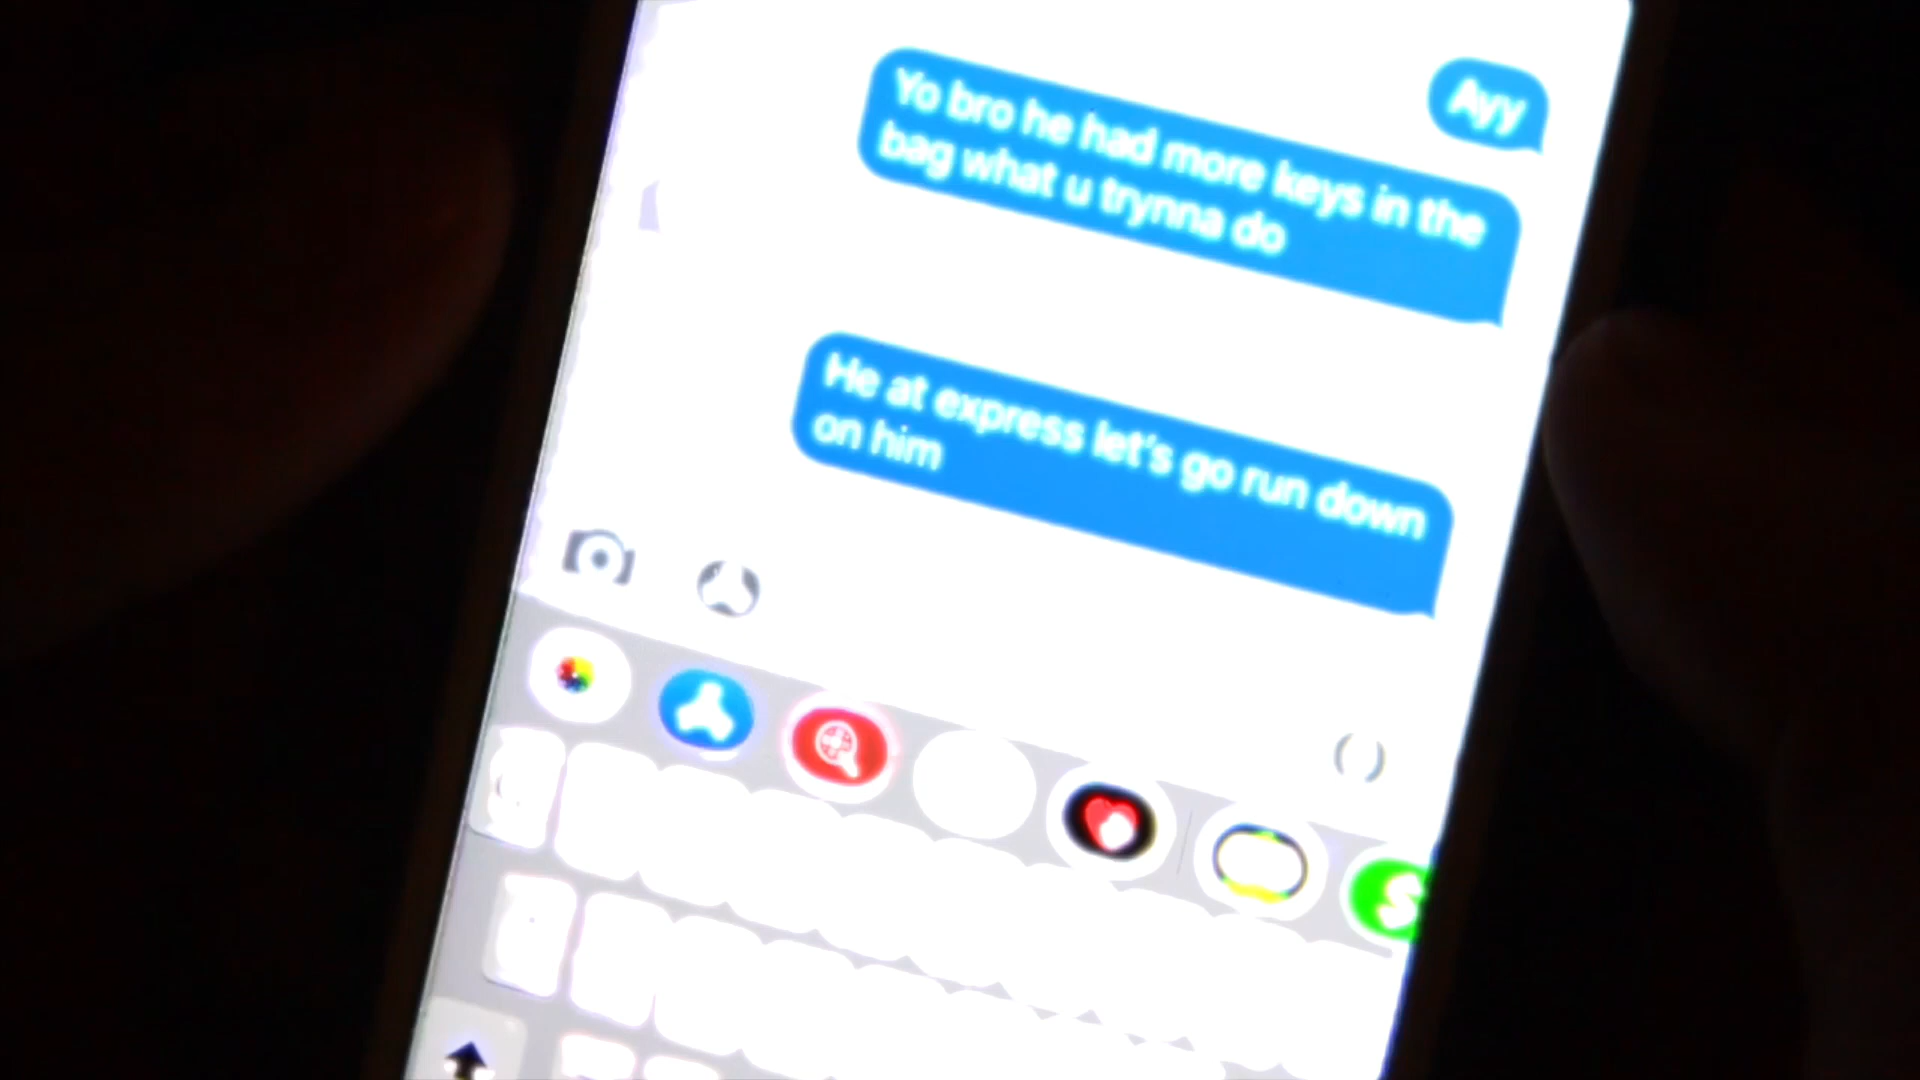 Ayy
Yo bro he had more keys in the
bag what u trynna do
He at express let's go run down
on him